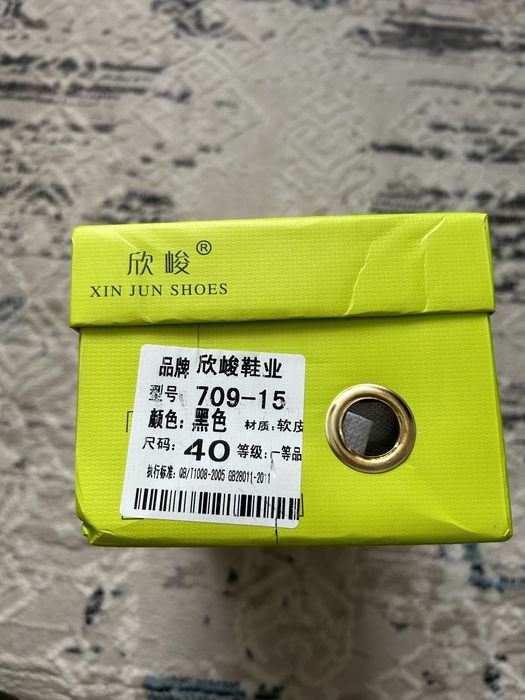 欣峻®
XIN JUN SHOES
品牌 欣峻鞋业
型号 709-15
颜色: 黑色 材质: 软皮
尺码: 40 等级: 一等品
执行标准: QB/T1008-2005 GB28011-2011